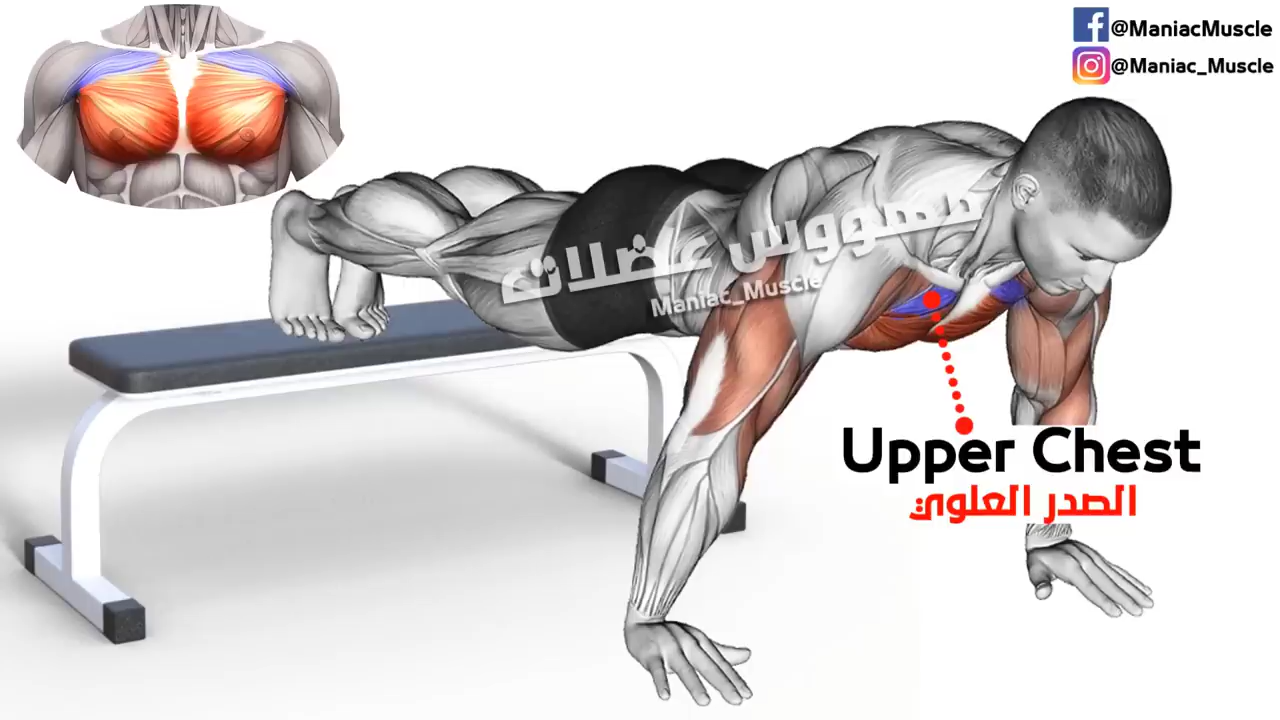 @ManiacMuscle
@Maniac_Muscle
مهووس عضلات
Maniac_Muscle
Upper Chest
الصدر العلوي